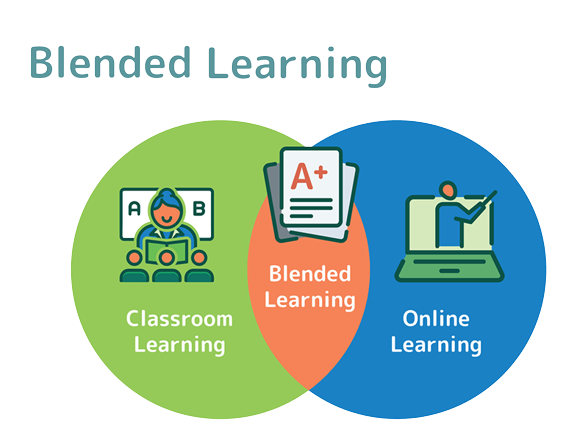 Blended Learning
A B
A+
Blended
Learning
Classroom
Learning
Online
Learning